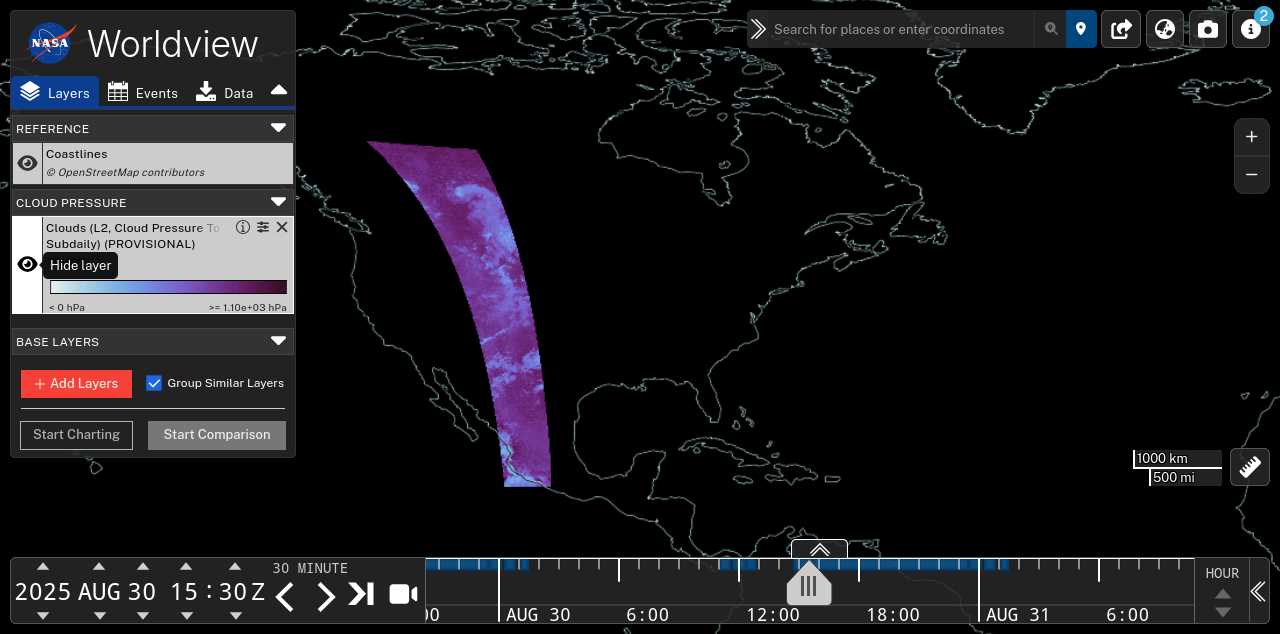 NASA
Worldview
Layers
Events
Data
REFERENCE
Coastlines
© OpenStreetMap contributors
CLOUD PRESSURE
Clouds (L2, Cloud Pressure To
Subdaily) (PROVISIONAL)
Hide layer
< 0 hPa
>= 1.10e+03 hPa
BASE LAYERS
+ Add Layers
Group Similar Layers
Start Charting
Start Comparison
Search for places or enter coordinates
2
+
−
1000 km
500 mi
2025 AUG 30 15 : 30 Z
30 MINUTE
00
AUG 30
6:00
12:00
18:00
AUG 31
6:00
HOUR